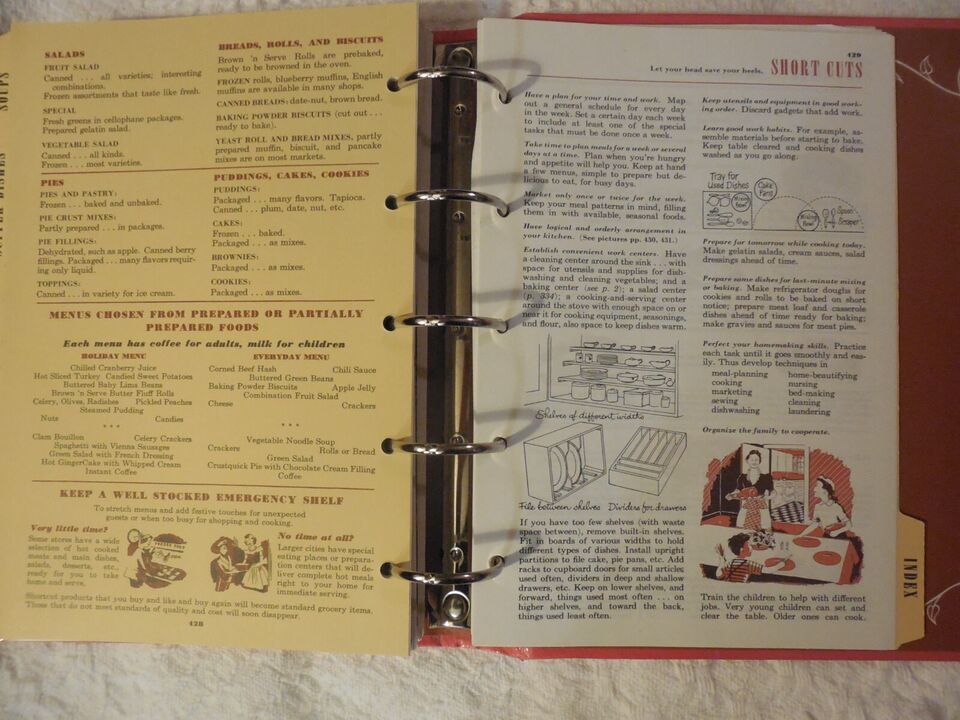 SOUPS
SUPPER DISHES
SALADS
FRUIT SALAD
Canned . . . all varieties; interesting
combinations.
Frozen assortments that taste like fresh.
SPECIAL
Fresh greens in cellophane packages.
Prepared gelatin salad.
VEGETABLE SALAD
Canned . . . all kinds.
Frozen . . . most varieties.
BREADS, ROLLS, AND BISCUITS
Brown 'n Serve Rolls are prebaked,
ready to be browned in the oven.
FROZEN rolls, blueberry muffins, English
muffins are available in many shops.
CANNED BREADS: date-nut, brown bread.
BAKING POWDER BISCUITS (cut out . . .
ready to bake).
YEAST ROLL AND BREAD MIXES, partly
prepared muffin, biscuit, and pancake
mixes are on most markets.
PIES
PIES AND PASTRY:
Frozen . . . baked and unbaked.
PIE CRUST MIXES:
Partly prepared . . . in packages.
PIE FILLINGS:
Dehydrated, such as apple. Canned berry
fillings. Packaged . . . many flavors requir-
ing only liquid.
TOPPINGS:
Canned . . . in variety for ice cream.
PUDDINGS, CAKES, COOKIES
PUDDINGS:
Packaged . . . many flavors. Tapioca.
Canned . . . plum, date, nut, etc.
CAKES:
Frozen . . . baked.
Packaged . . . as mixes.
BROWNIES:
Packaged . . . as mixes.
COOKIES:
Packaged . . . as mixes.
MENUS CHOSEN FROM PREPARED OR PARTIALLY
PREPARED FOODS
Each menu has coffee for adults, milk for children
HOLIDAY MENU
Chilled Cranberry Juice
Hot Sliced Turkey Candied Sweet Potatoes
Buttered Baby Lima Beans
Brown 'n Serve Butter Fluff Rolls
Celery, Olives, Radishes Pickled Peaches
Steamed Pudding
Nuts Candies
* * *
Clam Bouillon Celery Crackers
Spaghetti with Vienna Sausages
Green Salad with French Dressing
Hot GingerCake with Whipped Cream
Instant Coffee
EVERYDAY MENU
Corned Beef Hash Chili Sauce
Buttered Green Beans
Baking Powder Biscuits Apple Jelly
Combination Fruit Salad
Cheese Crackers
* * *
Vegetable Noodle Soup
Crackers Rolls or Bread
Green Salad
Crustquick Pie with Chocolate Cream Filling
Coffee
KEEP A WELL STOCKED EMERGENCY SHELF
To stretch menus and add festive touches for unexpected
guests or when too busy for shopping and cooking.
Very little time?
Some stores have a wide
selection of hot cooked
meats and main dishes,
salads, desserts, etc.,
ready for you to take
home and serve.
No time at all?
Larger cities have special
eating places or prepara-
tion centers that will de-
liver complete hot meals
right to your home for
immediate serving.
Shortcut products that you buy and like and buy again will become standard grocery items.
Those that do not meet standards of quality and cost will soon disappear.
428
429
Let your head save your heels. SHORT CUTS
Have a plan for your time and work. Map
out a general schedule for every day
in the week. Set a certain day each week
to include at least one of the special
tasks that must be done once a week.
Take time to plan meals for a week or several
days at a time. Plan when you're hungry
and appetite will help you. Keep at hand
a few menus, simple to prepare but de-
licious to eat, for busy days.
Market only once or twice for the week.
Keep your meal patterns in mind, filling
them in with available, seasonal foods.
Have logical and orderly arrangement in
your kitchen. (See pictures pp. 430, 431.)
Establish convenient work centers. Have
a cleaning center around the sink . . . with
space for utensils and supplies for dish-
washing and cleaning vegetables; and a
baking center (see p. 2); a salad center
(p. 334); a cooking-and-serving center
around the stove with enough space on or
near it for cooking equipment, seasonings,
and flour, also space to keep dishes warm.
Shelves of different widths
File between shelves Dividers for drawers
If you have too few shelves (with waste
space between), remove built-in shelves.
Fit in boards of various widths to hold
different types of dishes. Install upright
partitions to file cake, pie pans, etc. Add
racks to cupboard doors for small articles
used often, dividers in deep and shallow
drawers, etc. Keep on lower shelves, and
forward, things used most often . . . on
higher shelves, and toward the back,
things used least often.
Keep utensils and equipment in good work-
ing order. Discard gadgets that add work.
Learn good work habits. For example, as-
semble materials before starting to bake.
Keep table cleared and cooking dishes
washed as you go along.
Tray for
Used Dishes
Cake
Pans
Mixing
Bowl
Mixing
Bowl
Spoon
Scraper
Prepare for tomorrow while cooking today.
Make gelatin salads, cream sauces, salad
dressings ahead of time.
Prepare some dishes for last-minute mixing
or baking. Make refrigerator doughs for
cookies and rolls to be baked on short
notice; prepare meat loaf and casserole
dishes ahead of time ready for baking;
make gravies and sauces for meat pies.
Perfect your homemaking skills. Practice
each task until it goes smoothly and eas-
ily. Thus develop techniques in
meal-planning home-beautifying
cooking nursing
marketing bed-making
sewing cleaning
dishwashing laundering
Organize the family to cooperate.
Train the children to help with different
jobs. Very young children can set and
clear the table. Older ones can cook.
INDEX